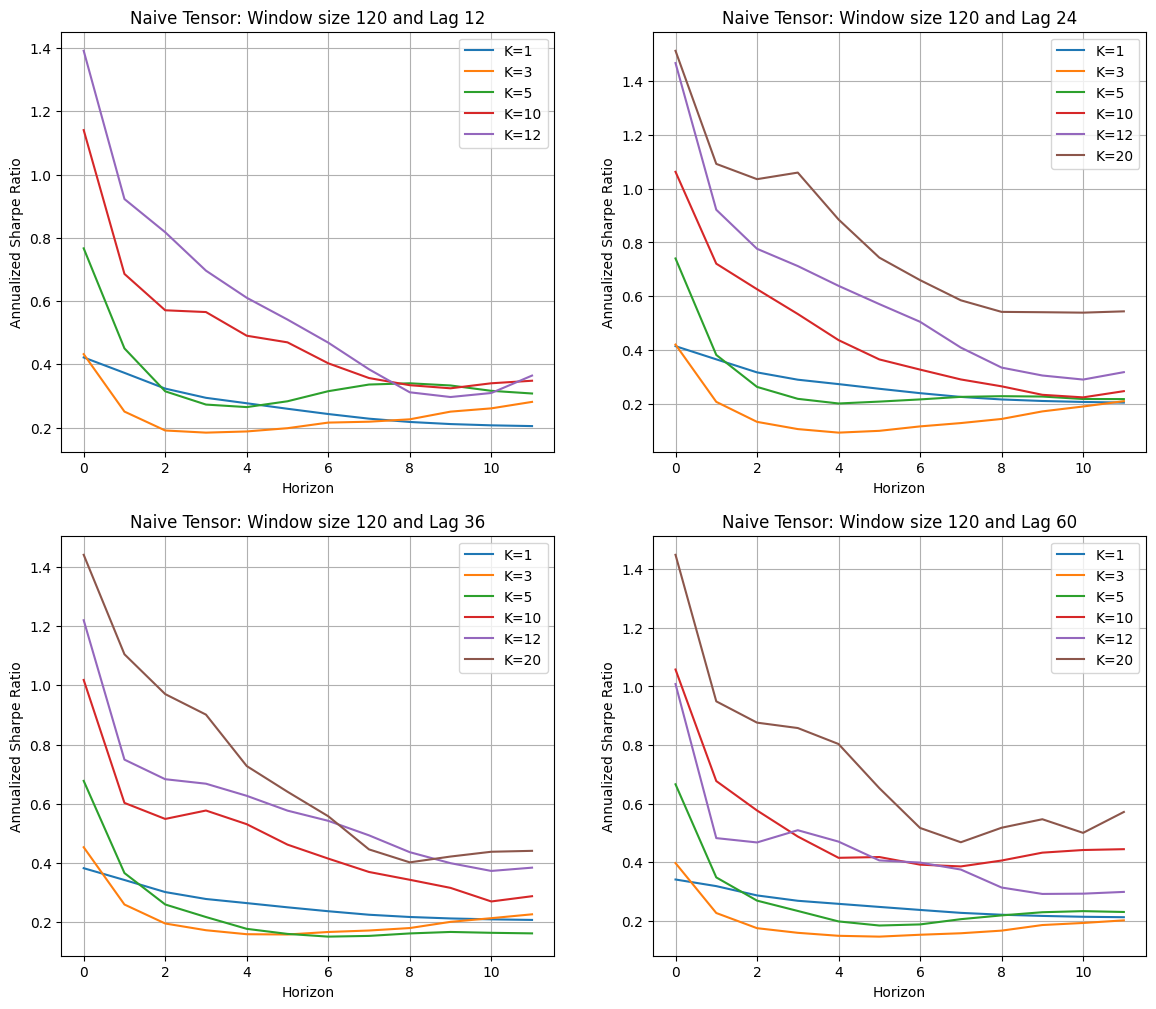 Naive Tensor: Window size 120 and Lag 12
Annualized Sharpe Ratio
1.4
1.2
1.0
0.8
0.6
0.4
0.2
0 2 4 6 8 10
Horizon
K=1
K=3
K=5
K=10
K=12
Naive Tensor: Window size 120 and Lag 24
Annualized Sharpe Ratio
1.4
1.2
1.0
0.8
0.6
0.4
0.2
0 2 4 6 8 10
Horizon
K=1
K=3
K=5
K=10
K=12
K=20
Naive Tensor: Window size 120 and Lag 36
Annualized Sharpe Ratio
1.4
1.2
1.0
0.8
0.6
0.4
0.2
0 2 4 6 8 10
Horizon
K=1
K=3
K=5
K=10
K=12
K=20
Naive Tensor: Window size 120 and Lag 60
Annualized Sharpe Ratio
1.4
1.2
1.0
0.8
0.6
0.4
0.2
0 2 4 6 8 10
Horizon
K=1
K=3
K=5
K=10
K=12
K=20